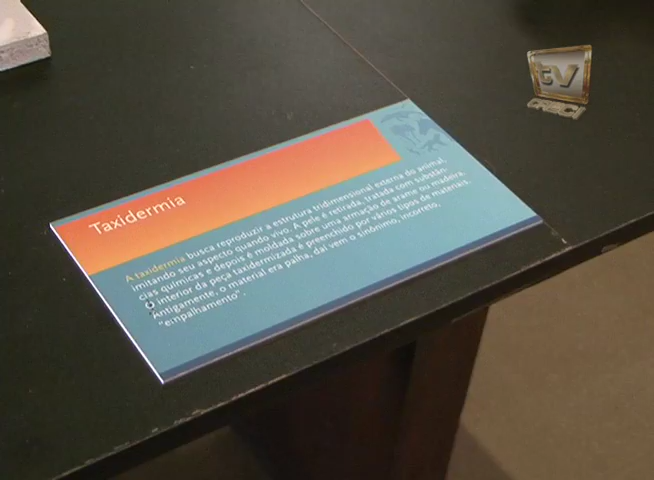 Taxidermia
A taxidermia busca reproduzir a estrutura tridimensional externa do animal,
imitando seu aspecto quando vivo. A pele é retirada, tratada com substân-
cias químicas e depois é moldada sobre uma armação de arame ou madeira.
O interior da peça taxidermizada é preenchido por vários tipos de materiais.
Antigamente, o material era palha, daí vem o sinônimo, incorreto,
"empalhamento".
tv